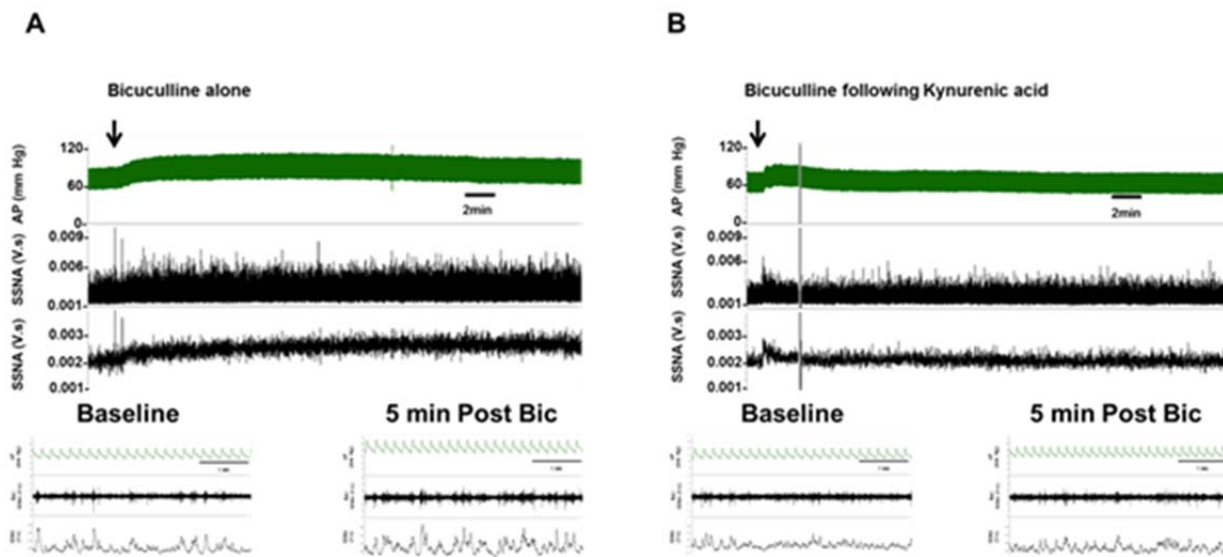 A
B
Bicuculline alone
Bicuculline following Kynurenic acid
AP (mm Hg)
120
60
0
2min
SSNA (V.s)
0.009
0.006
0.001
SSNA (V.s)
0.003
0.002
0.001
AP (mm Hg)
120
60
0
2min
SSNA (V.s)
0.009
0.006
0.001
SSNA (V.s)
0.003
0.002
0.001
Baseline
5 min Post Bic
Baseline
5 min Post Bic